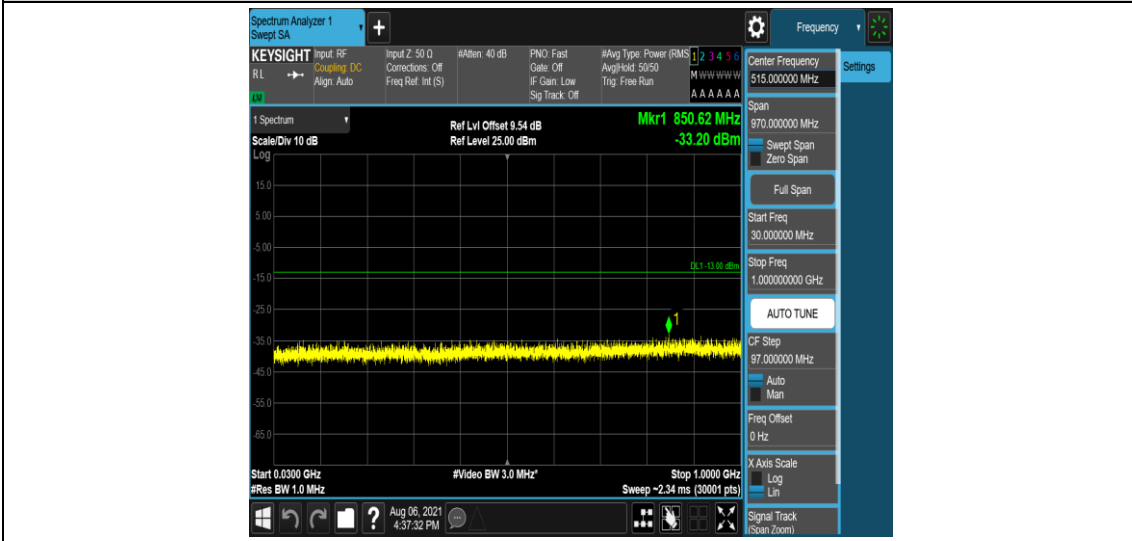 Spectrum Analyzer 1
Swept SA
+
Frequency
KEYSIGHT
RL
Input: RF
Coupling: DC
Align: Auto
Input Z: 50 Ω
Corrections: Off
Freq Ref: Int (S)
#Atten: 40 dB
PNO: Fast
Gate: Off
IF Gain: Low
Sig Track: Off
#Avg Type: Power (RMS
Avg|Hold: 50/50
Trig: Free Run
1 2 3 4 5 6
M W W W W W
A A A A A A
1 Spectrum
Scale/Div 10 dB
Log
Ref Lvl Offset 9.54 dB
Ref Level 25.00 dBm
Mkr1 850.62 MHz
-33.20 dBm
15.0
5.00
-5.00
DL1 -13.00 dBm
-15.0
-25.0
1
-35.0
-45.0
-55.0
-65.0
Start 0.0300 GHz
#Video BW 3.0 MHz*
Stop 1.0000 GHz
#Res BW 1.0 MHz
Sweep ~2.34 ms (30001 pts)
?
Aug 06, 2021
4:37:32 PM
Center Frequency
515.000000 MHz
Settings
Span
970.000000 MHz
Swept Span
Zero Span
Full Span
Start Freq
30.000000 MHz
Stop Freq
1.000000000 GHz
AUTO TUNE
CF Step
97.000000 MHz
Auto
Man
Freq Offset
0 Hz
X Axis Scale
Log
Lin
Signal Track
(Span Zoom)